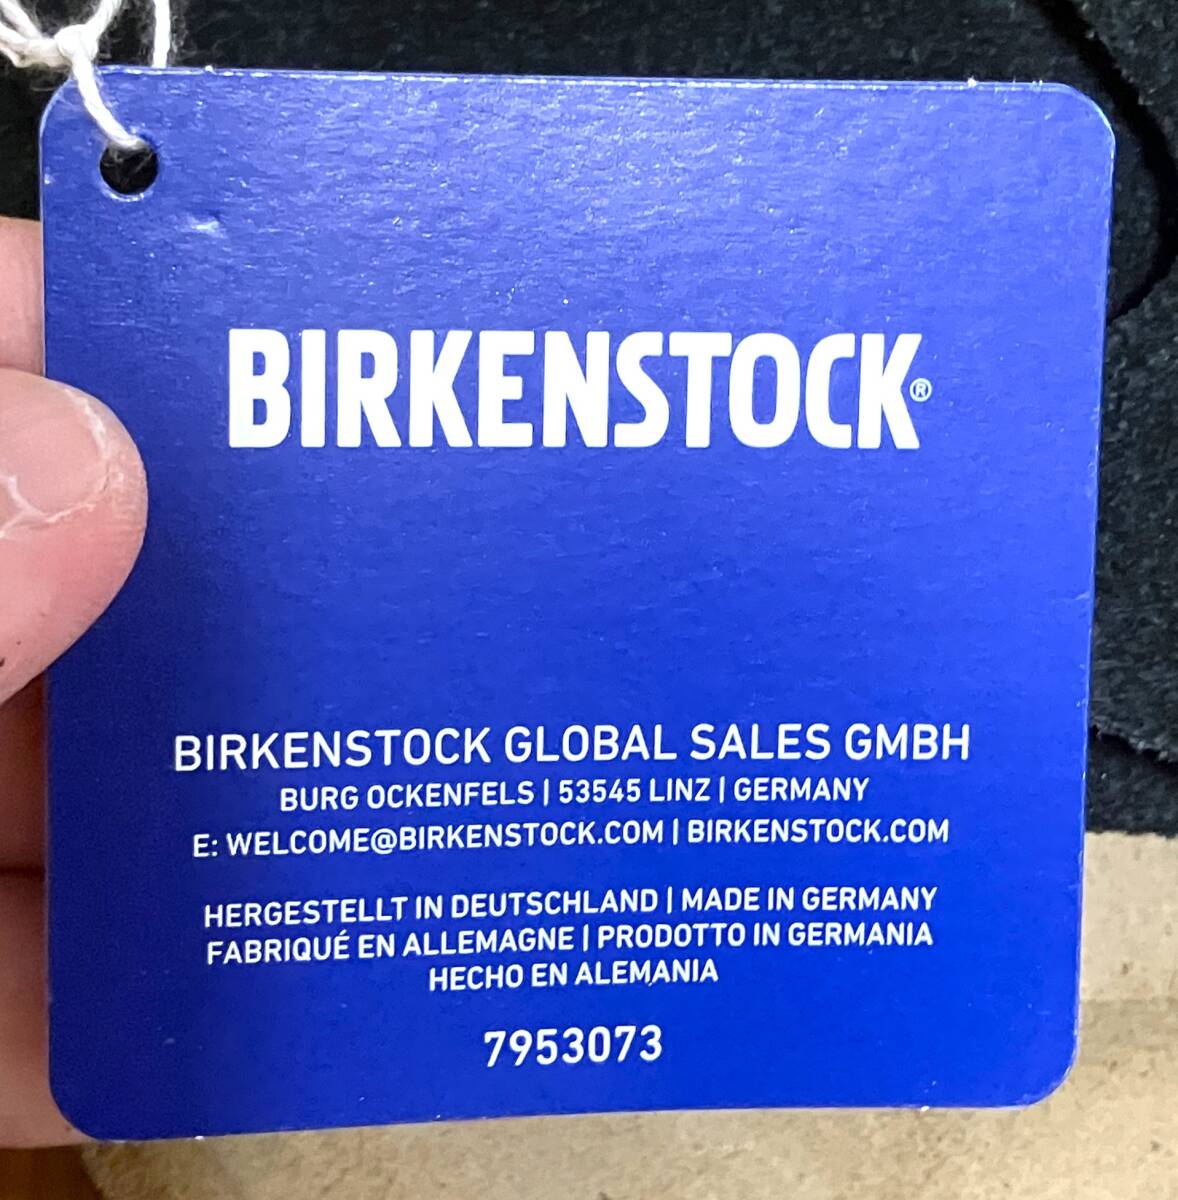 BIRKENSTOCK®
BIRKENSTOCK GLOBAL SALES GMBH
BURG OCKENFELS | 53545 LINZ | GERMANY
E: WELCOME@BIRKENSTOCK.COM | BIRKENSTOCK.COM
HERGESTELLT IN DEUTSCHLAND | MADE IN GERMANY
FABRIQUÉ EN ALLEMAGNE | PRODOTTO IN GERMANIA
HECHO EN ALEMANIA
7953073